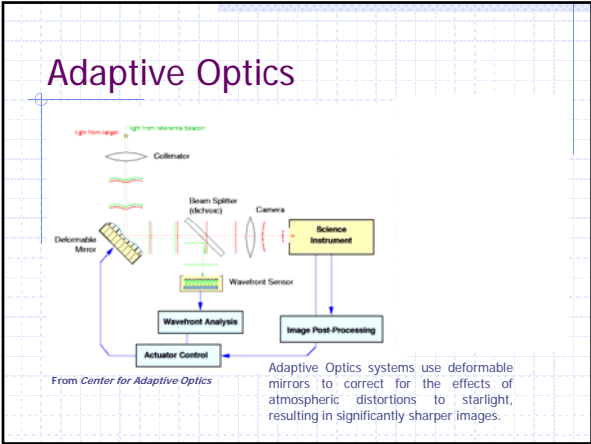 Adaptive Optics
light from target
light from reference beacon
Collimator
Beam Splitter
(dichroic)
Camera
Science
Instrument
Deformable
Mirror
Wavefront Sensor
Wavefront Analysis
Image Post-Processing
Actuator Control
From Center for Adaptive Optics
Adaptive Optics systems use deformable
mirrors to correct for the effects of
atmospheric distortions to starlight,
resulting in significantly sharper images.